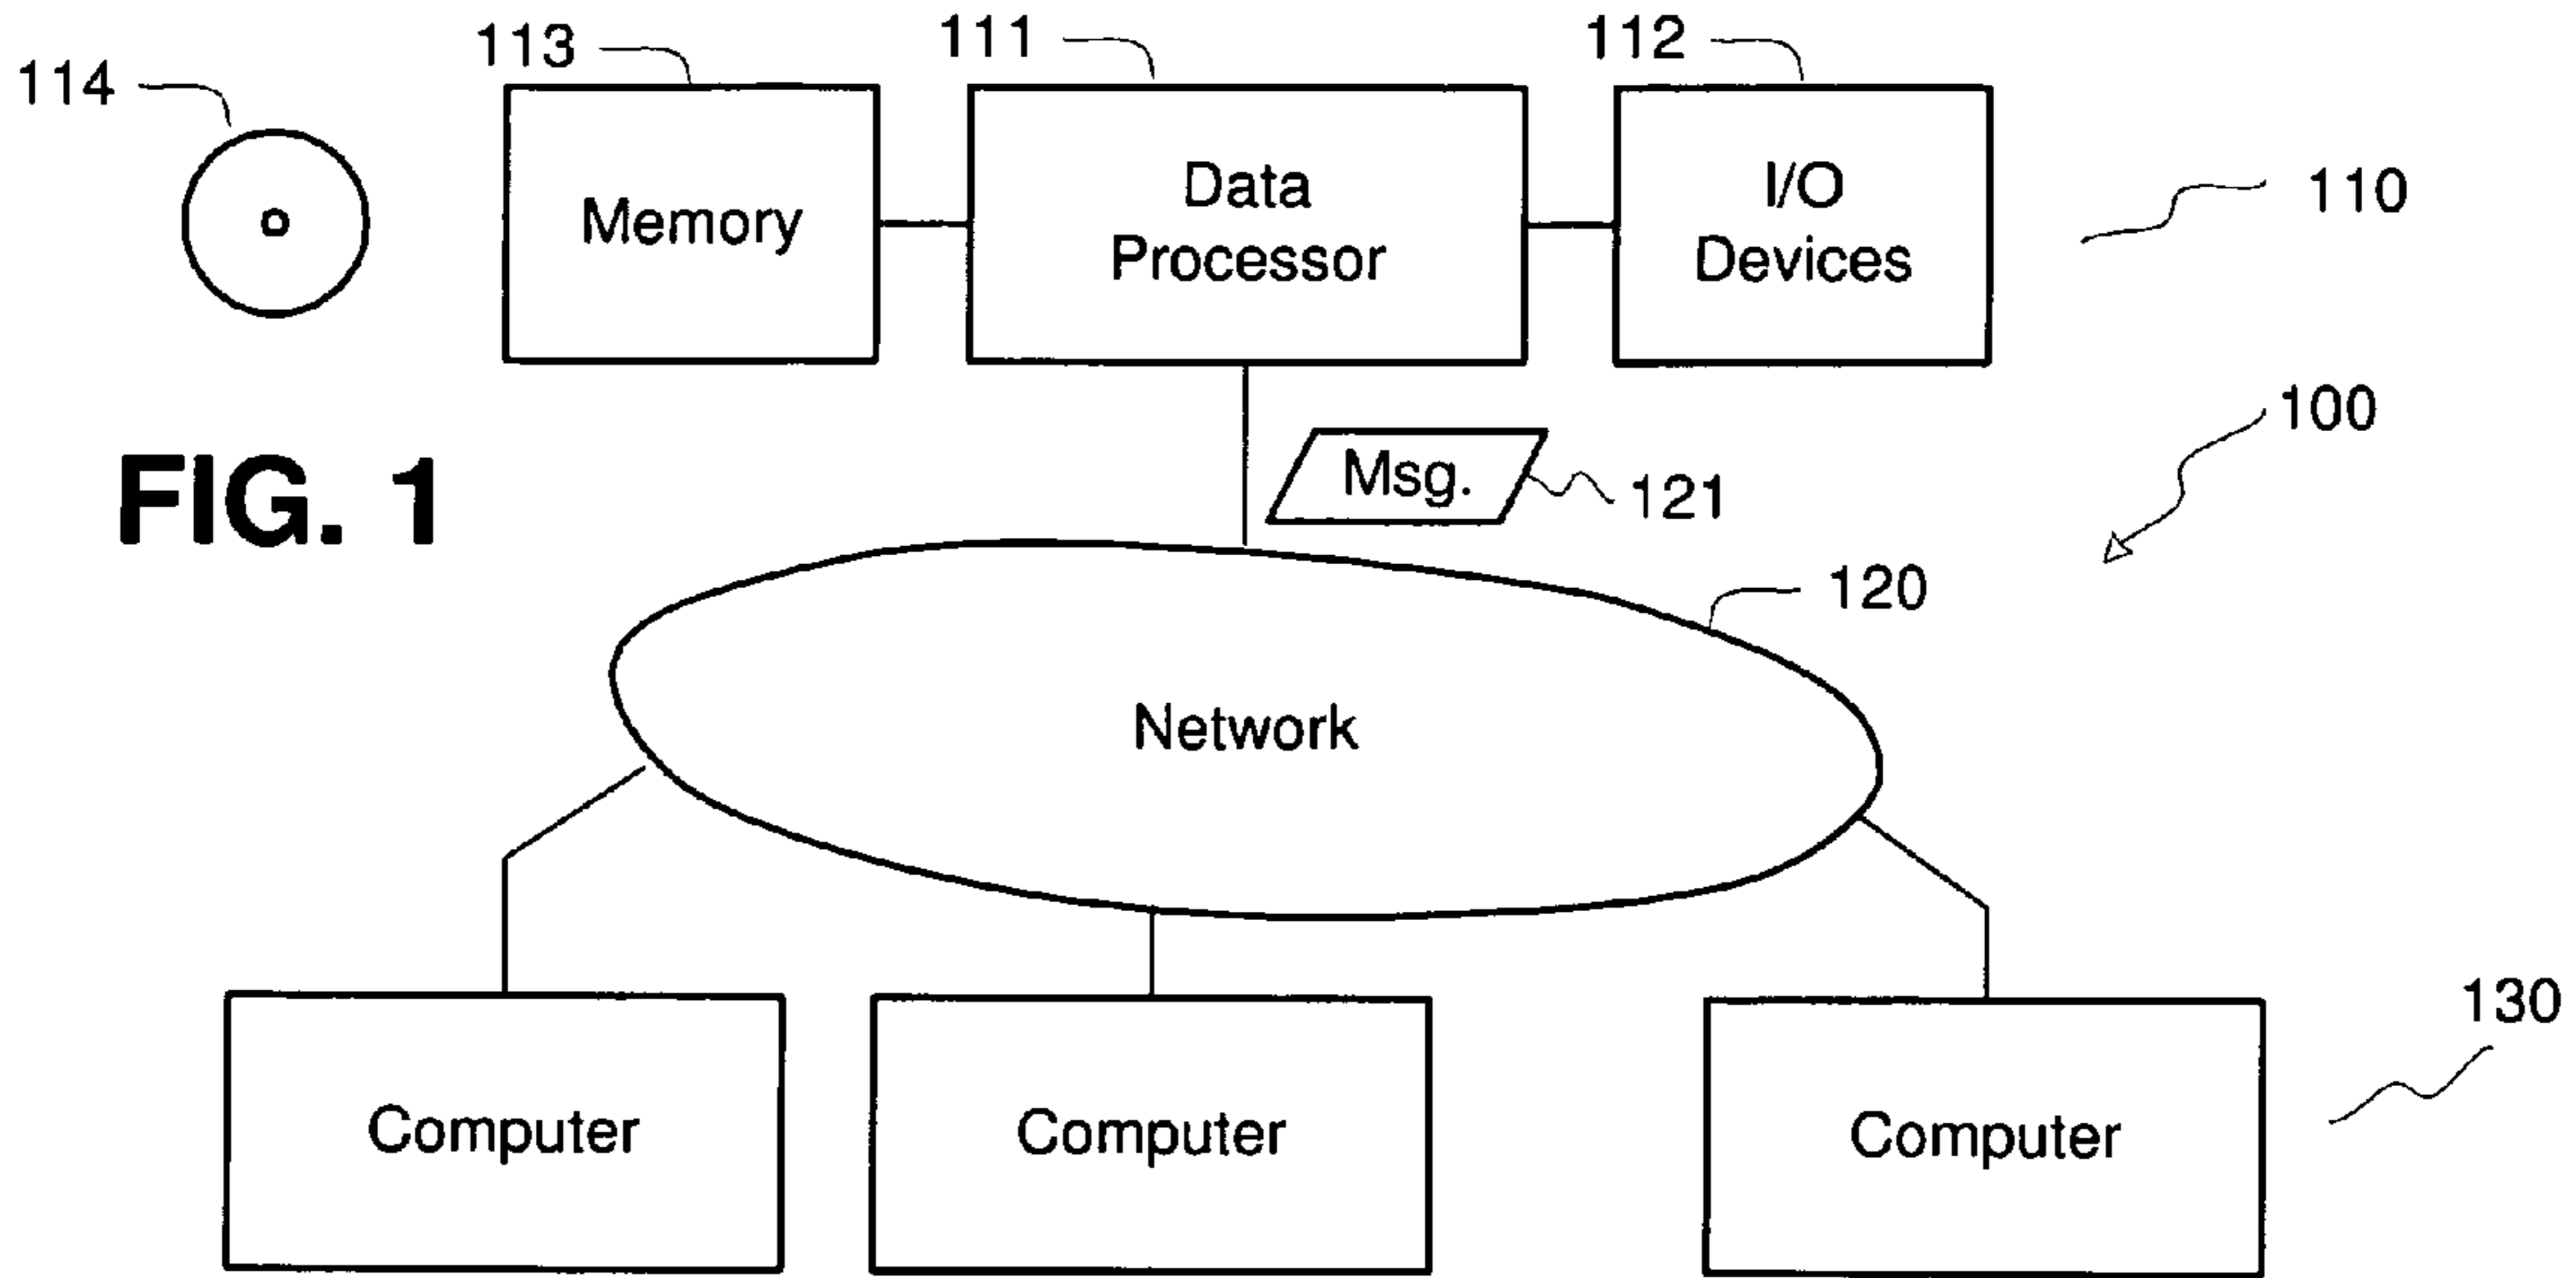 114
113
111
112
Memory
Data
Processor
I/O
Devices
110
FIG. 1
Msg.
121
100
120
Network
130
Computer
Computer
Computer